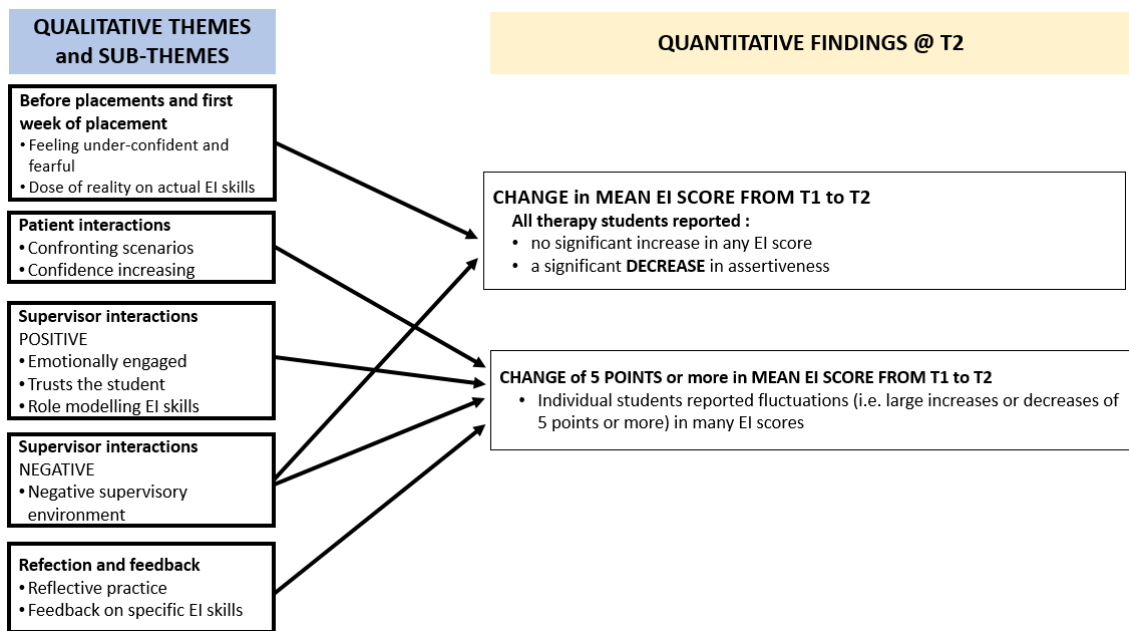 QUALITATIVE THEMES
and SUB-THEMES
QUANTITATIVE FINDINGS @ T2
Before placements and first
week of placement
• Feeling under-confident and
fearful
• Dose of reality on actual EI skills
Patient interactions
• Confronting scenarios
• Confidence increasing
Supervisor interactions
POSITIVE
• Emotionally engaged
• Trusts the student
• Role modelling EI skills
Supervisor interactions
NEGATIVE
• Negative supervisory
environment
Refection and feedback
• Reflective practice
• Feedback on specific EI skills
CHANGE in MEAN EI SCORE FROM T1 to T2
All therapy students reported :
• no significant increase in any EI score
• a significant DECREASE in assertiveness
CHANGE of 5 POINTS or more in MEAN EI SCORE FROM T1 to T2
• Individual students reported fluctuations (i.e. large increases or decreases of
5 points or more) in many EI scores